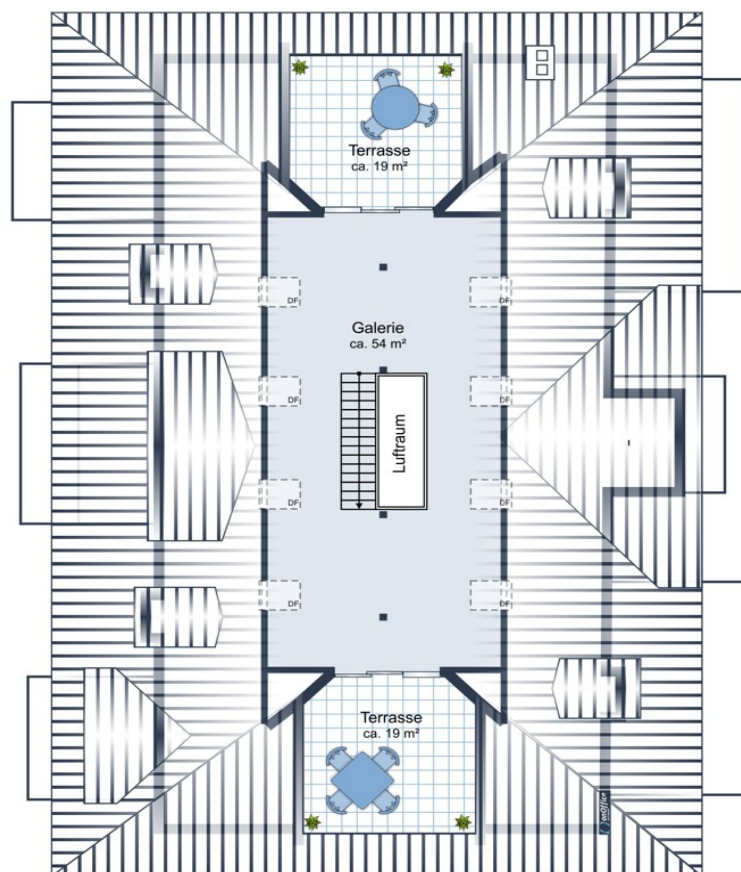 Terrasse
ca. 19 m²
DF
DF
Galerie
ca. 54 m²
DF
DF
Luftraum
DF
DF
DF
DF
Terrasse
ca. 19 m²
onOffice